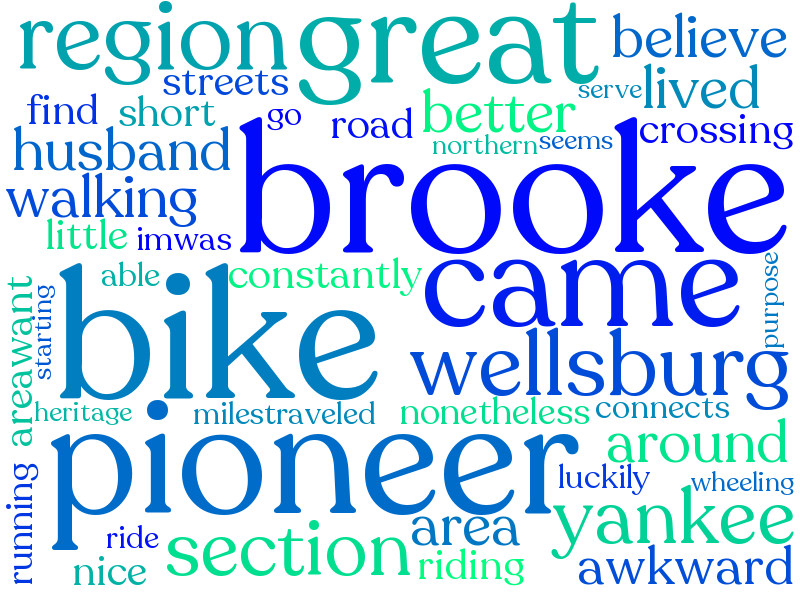 region great believe
streets serve lived
find short go road better crossing
northern seems
husband brooke
walking
little imwas
able constantly came purpose
areawant starting bike wellsburg
heritage milestraveled nonetheless connects
pioneer around
running luckily wheeling
ride section area yankee
nice riding awkward